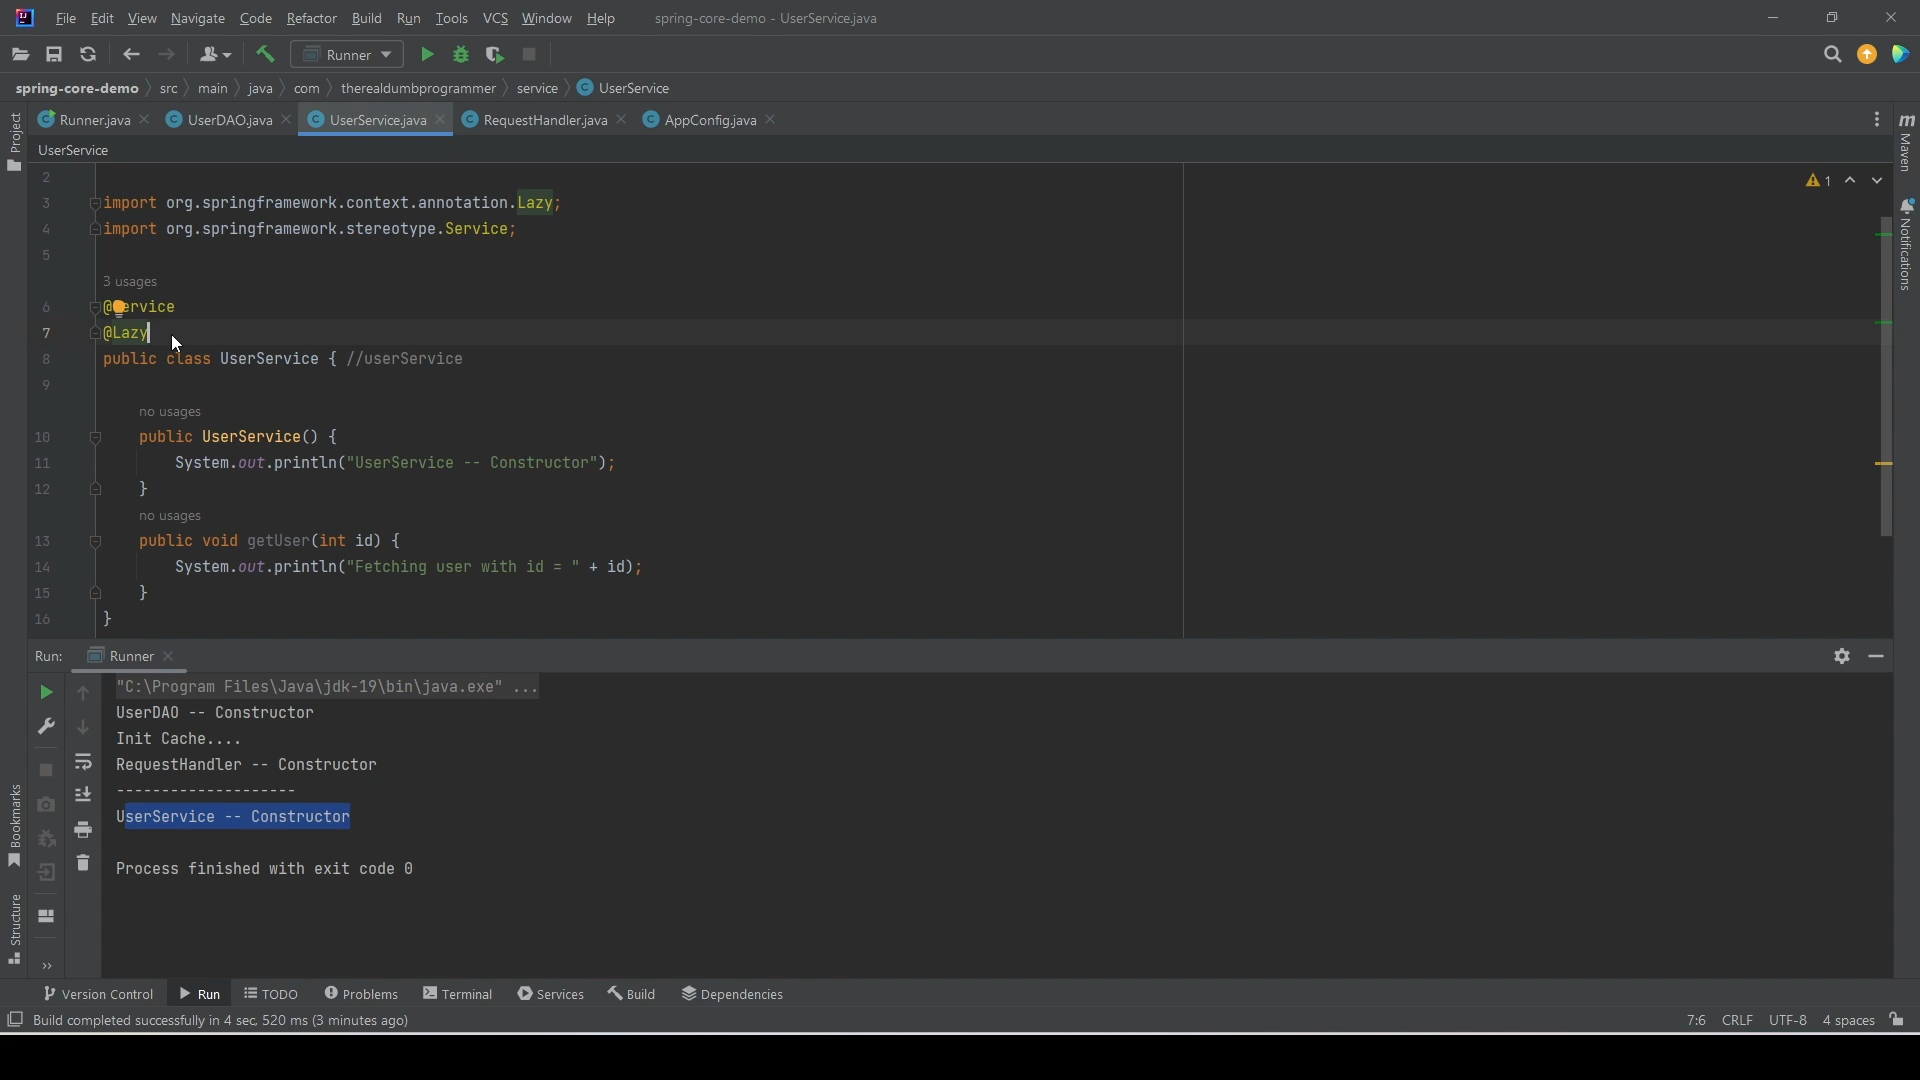 File Edit View Navigate Code Refactor Build Run Tools VCS Window Help spring-core-demo - UserService.java
Runner
spring-core-demo src main java com therealdumbprogrammer service UserService
Runner.java UserDAO.java UserService.java RequestHandler.java AppConfig.java
UserService
Project
Maven
Notifications
1
2
3 import org.springframework.context.annotation.Lazy;
4 import org.springframework.stereotype.Service;
5
3 usages
6 @Service
7 @Lazy
8 public class UserService { //userService
9
no usages
10 public UserService() {
11 System.out.println("UserService -- Constructor");
12 }
no usages
13 public void getUser(int id) {
14 System.out.println("Fetching user with id = " + id);
15 }
16 }
Run: Runner
"C:\Program Files\Java\jdk-19\bin\java.exe" ...
UserDAO -- Constructor
Init Cache....
RequestHandler -- Constructor
--------------------
UserService -- Constructor
Process finished with exit code 0
Bookmarks
Structure
Version Control Run TODO Problems Terminal Services Build Dependencies
Build completed successfully in 4 sec, 520 ms (3 minutes ago) 7:6 CRLF UTF-8 4 spaces